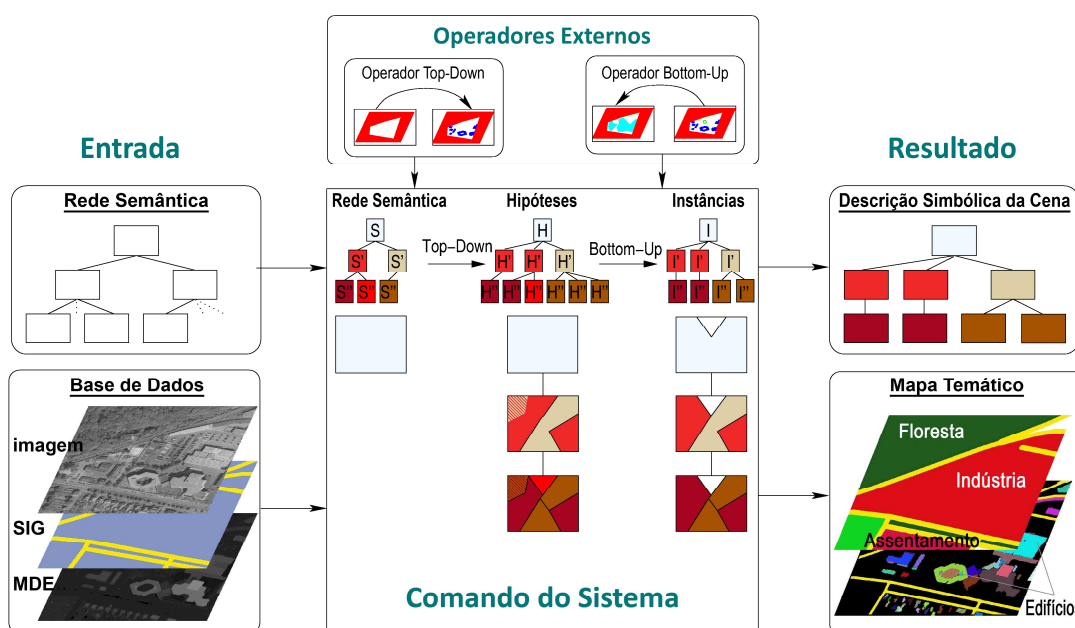 Operadores Externos
Operador Top-Down
Operador Bottom-Up
Entrada
Resultado
Rede Semântica
Base de Dados
imagem
SIG
MDE
Rede Semântica
Hipóteses
Instâncias
S
Top-Down
H
Bottom-Up
I
S' S'
H' H' H'
I' I' I'
S'' S'' S''
H'' H'' H'' H'' H'' H''
I'' I'' I'' I''
Comando do Sistema
Descrição Simbólica da Cena
Mapa Temático
Floresta
Indústria
Assentamento
Edifício